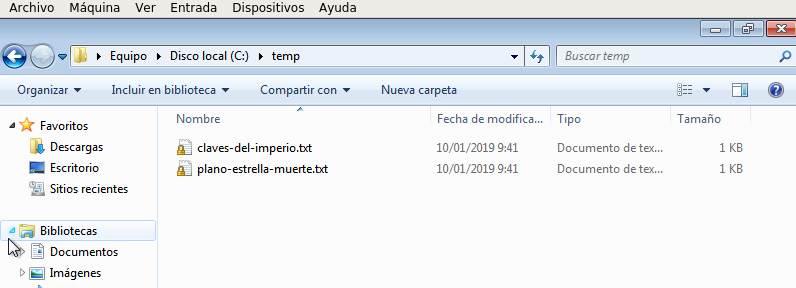 Archivo Máquina Ver Entrada Dispositivos Ayuda
Equipo Disco local (C:) temp Buscar temp
Organizar Incluir en biblioteca Compartir con Nueva carpeta
Favoritos
Descargas
Escritorio
Sitios recientes
Bibliotecas
Documentos
Imágenes
Nombre Fecha de modifica... Tipo Tamaño
claves-del-imperio.txt 10/01/2019 9:41 Documento de tex... 1 KB
plano-estrella-muerte.txt 10/01/2019 9:41 Documento de tex... 1 KB